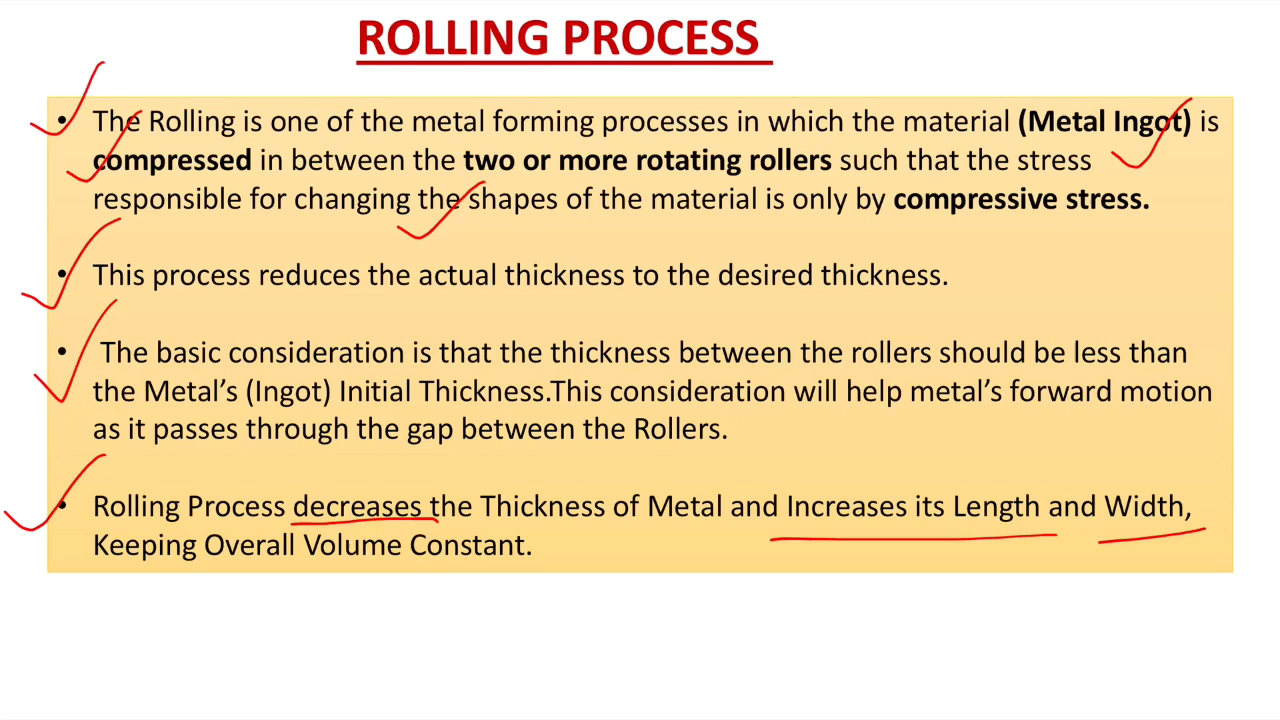 ROLLING PROCESS
• The Rolling is one of the metal forming processes in which the material (Metal Ingot) is
compressed in between the two or more rotating rollers such that the stress
responsible for changing the shapes of the material is only by compressive stress.
• This process reduces the actual thickness to the desired thickness.
• The basic consideration is that the thickness between the rollers should be less than
the Metal’s (Ingot) Initial Thickness.This consideration will help metal’s forward motion
as it passes through the gap between the Rollers.
• Rolling Process decreases the Thickness of Metal and Increases its Length and Width,
Keeping Overall Volume Constant.